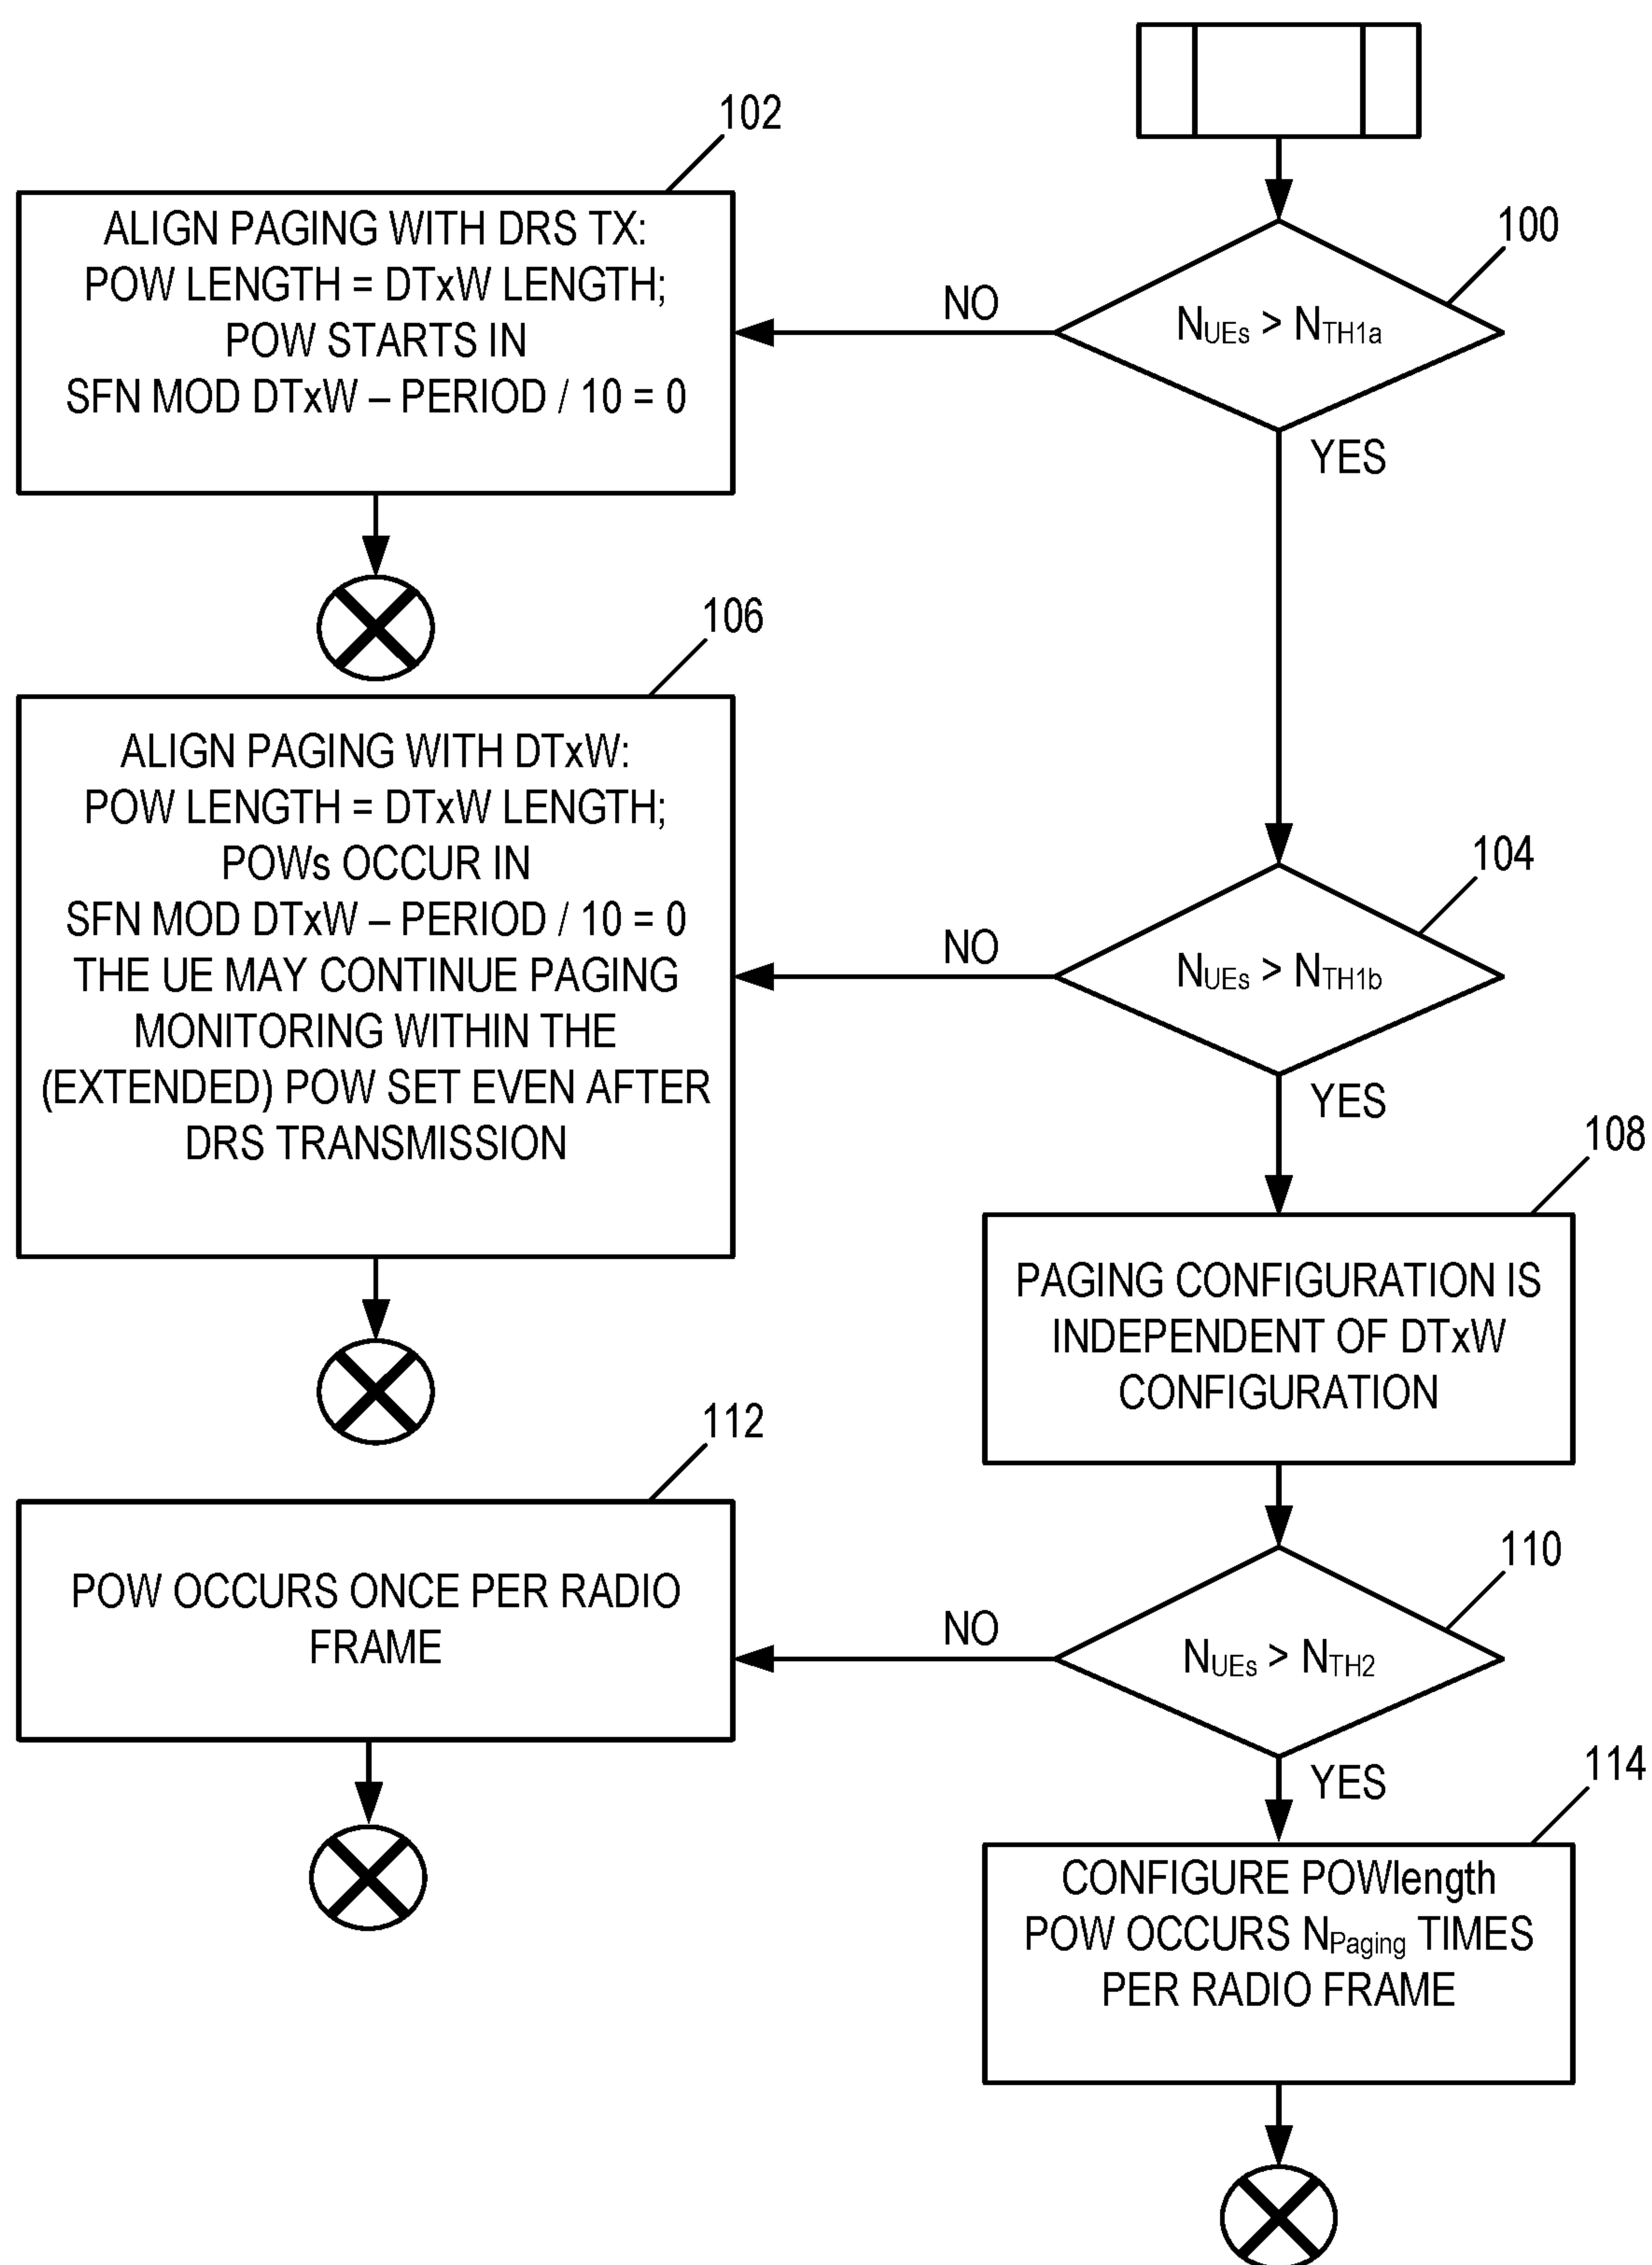 102
ALIGN PAGING WITH DRS TX:
POW LENGTH = DTxW LENGTH;
POW STARTS IN
SFN MOD DTxW – PERIOD / 10 = 0
100
NUEs > NTH1a
NO
YES
106
ALIGN PAGING WITH DTxW:
POW LENGTH = DTxW LENGTH;
POWs OCCUR IN
SFN MOD DTxW – PERIOD / 10 = 0
THE UE MAY CONTINUE PAGING
MONITORING WITHIN THE
(EXTENDED) POW SET EVEN AFTER
DRS TRANSMISSION
104
NUEs > NTH1b
NO
YES
108
PAGING CONFIGURATION IS
INDEPENDENT OF DTxW
CONFIGURATION
112
POW OCCURS ONCE PER RADIO
FRAME
110
NUEs > NTH2
NO
YES
114
CONFIGURE POWlength
POW OCCURS NPaging TIMES
PER RADIO FRAME